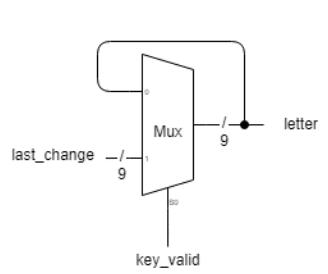 0
Mux
letter
9
last_change
1
9
S0
key_valid